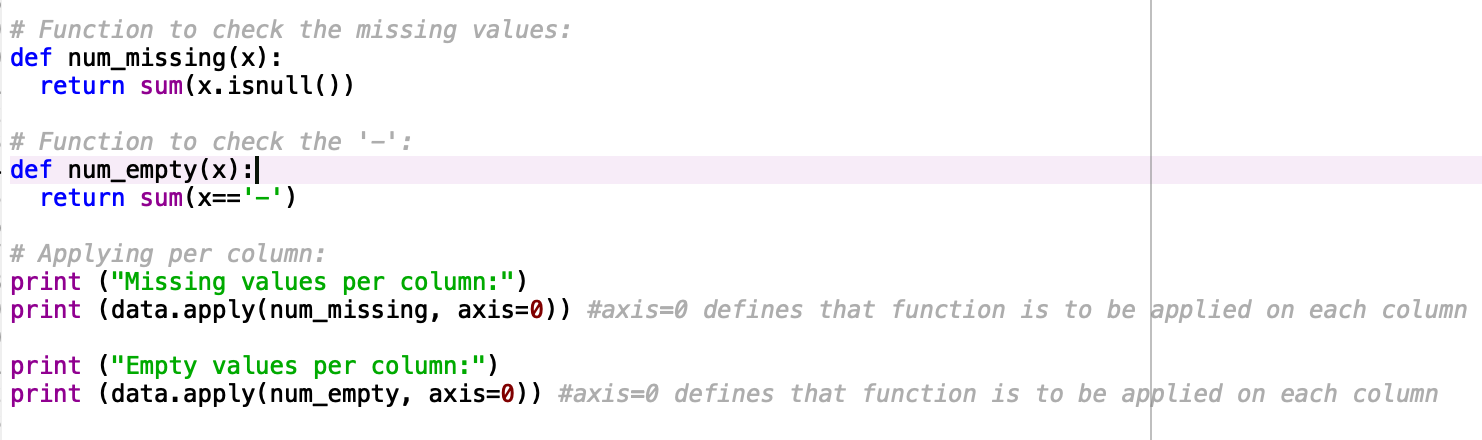 # Function to check the missing values:
def num_missing(x):
  return sum(x.isnull())

# Function to check the '-':
def num_empty(x):
  return sum(x=='-')

# Applying per column:
print ("Missing values per column:")
print (data.apply(num_missing, axis=0)) #axis=0 defines that function is to be applied on each column

print ("Empty values per column:")
print (data.apply(num_empty, axis=0)) #axis=0 defines that function is to be applied on each column